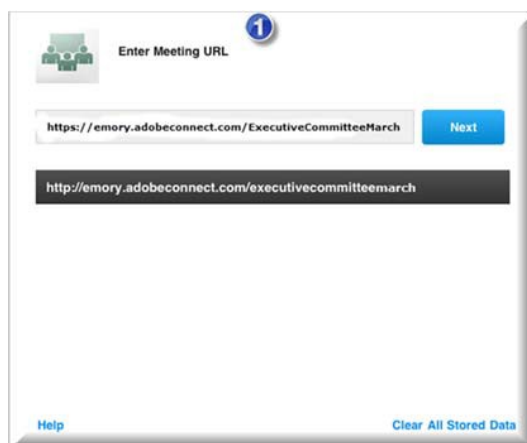 1
Enter Meeting URL
https://emory.adobeconnect.com/ExecutiveCommitteeMarch
Next
http://emory.adobeconnect.com/executivecommitteemarch
Help
Clear All Stored Data